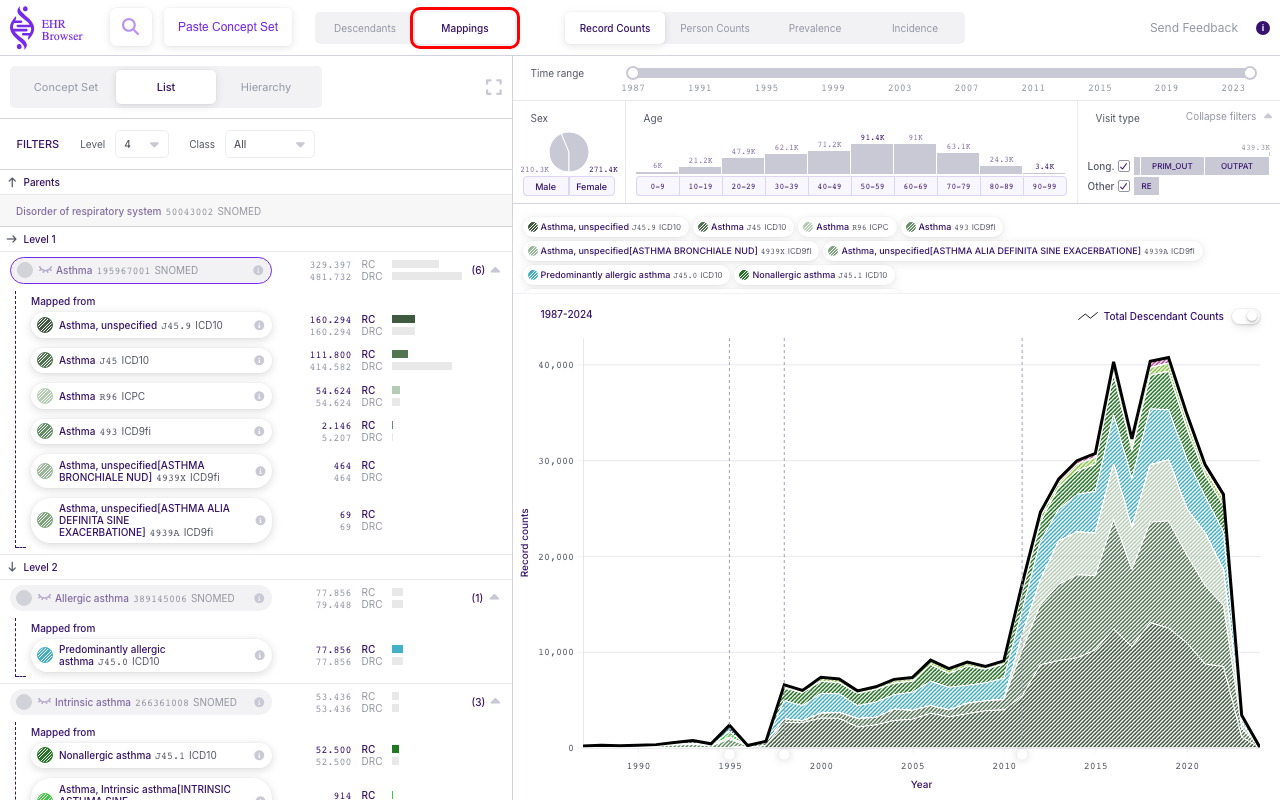 EHR
Browser
Paste Concept Set
Descendants
Mappings
Record Counts
Person Counts
Prevalence
Incidence
Send Feedback
i
Concept Set
List
Hierarchy
FILTERS
Level
4
Class
All
Parents
Disorder of respiratory system 50043002 SNOMED
Level 1
Asthma 195967001 SNOMED
329.397 RC
481.732 DRC
(6)
Mapped from
Asthma, unspecified J45.9 ICD10
160.294 RC
160.294 DRC
Asthma J45 ICD10
111.800 RC
414.582 DRC
Asthma R96 ICPC
54.624 RC
54.624 DRC
Asthma 493 ICD9fi
2.146 RC
5.207 DRC
Asthma, unspecified[ASTHMA
BRONCHIALE NUD] 4939X ICD9fi
464 RC
464 DRC
Asthma, unspecified[ASTHMA ALIA
DEFINITA SINE
EXACERBATIONE] 4939A ICD9fi
69 RC
69 DRC
Level 2
Allergic asthma 389145006 SNOMED
77.856 RC
79.448 DRC
(1)
Mapped from
Predominantly allergic
asthma J45.0 ICD10
77.856 RC
77.856 DRC
Intrinsic asthma 266361008 SNOMED
53.436 RC
53.436 DRC
(3)
Mapped from
Nonallergic asthma J45.1 ICD10
52.500 RC
52.500 DRC
Asthma, Intrinsic asthma[INTRINSIC
914 RC
Time range
1987 1991 1995 1999 2003 2007 2011 2015 2019 2023
Sex
210.3K
271.4K
Male
Female
Age
6K 21.2K 47.9K 62.1K 71.2K 91.4K 91K 63.1K 24.3K 3.4K
0-9 10-19 20-29 30-39 40-49 50-59 60-69 70-79 80-89 90-99
Visit type
Collapse filters
439.3K
Long. PRIM_OUT OUTPAT
Other RE
Asthma, unspecified J45.9 ICD10
Asthma J45 ICD10
Asthma R96 ICPC
Asthma 493 ICD9fi
Asthma, unspecified[ASTHMA BRONCHIALE NUD] 4939X ICD9fi
Asthma, unspecified[ASTHMA ALIA DEFINITA SINE EXACERBATIONE] 4939A ICD9fi
Predominantly allergic asthma J45.0 ICD10
Nonallergic asthma J45.1 ICD10
1987-2024
Total Descendant Counts
Record counts
40,000
30,000
20,000
10,000
0
1990 1995 2000 2005 2010 2015 2020
Year